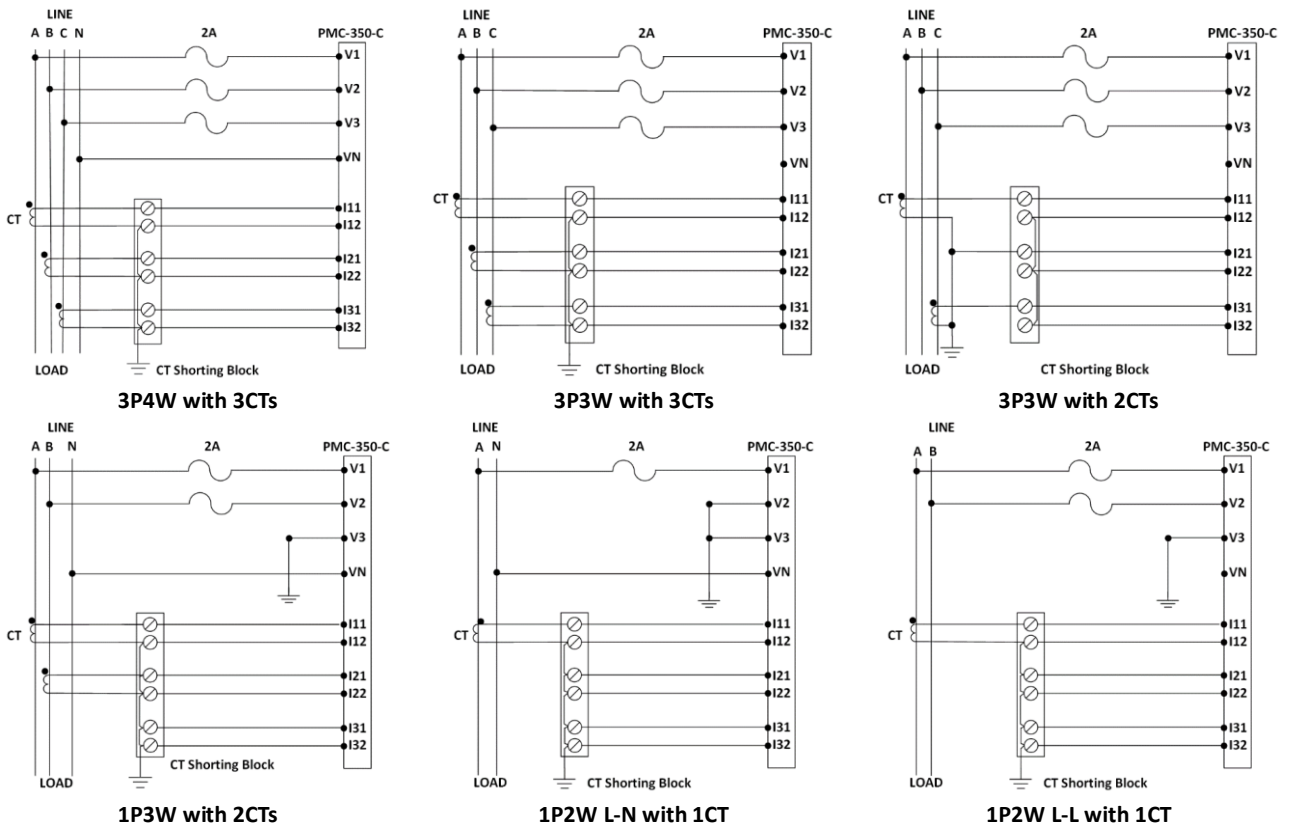 LINE
A B C N
2A
PMC-350-C
V1
V2
V3
VN
CT
I11
I12
I21
I22
I31
I32
LOAD
CT Shorting Block
3P4W with 3CTs
LINE
A B C
2A
PMC-350-C
V1
V2
V3
VN
CT
I11
I12
I21
I22
I31
I32
LOAD
CT Shorting Block
3P3W with 3CTs
LINE
A B C
2A
PMC-350-C
V1
V2
V3
VN
CT
I11
I12
I21
I22
I31
I32
LOAD
CT Shorting Block
3P3W with 2CTs
LINE
A B N
2A
PMC-350-C
V1
V2
V3
VN
CT
I11
I12
I21
I22
I31
I32
CT Shorting Block
LOAD
1P3W with 2CTs
LINE
A N
2A
PMC-350-C
V1
V2
V3
VN
CT
I11
I12
I21
I22
I31
I32
LOAD
CT Shorting Block
1P2W L-N with 1CT
LINE
A B
2A
PMC-350-C
V1
V2
V3
VN
CT
I11
I12
I21
I22
I31
I32
LOAD
CT Shorting Block
1P2W L-L with 1CT